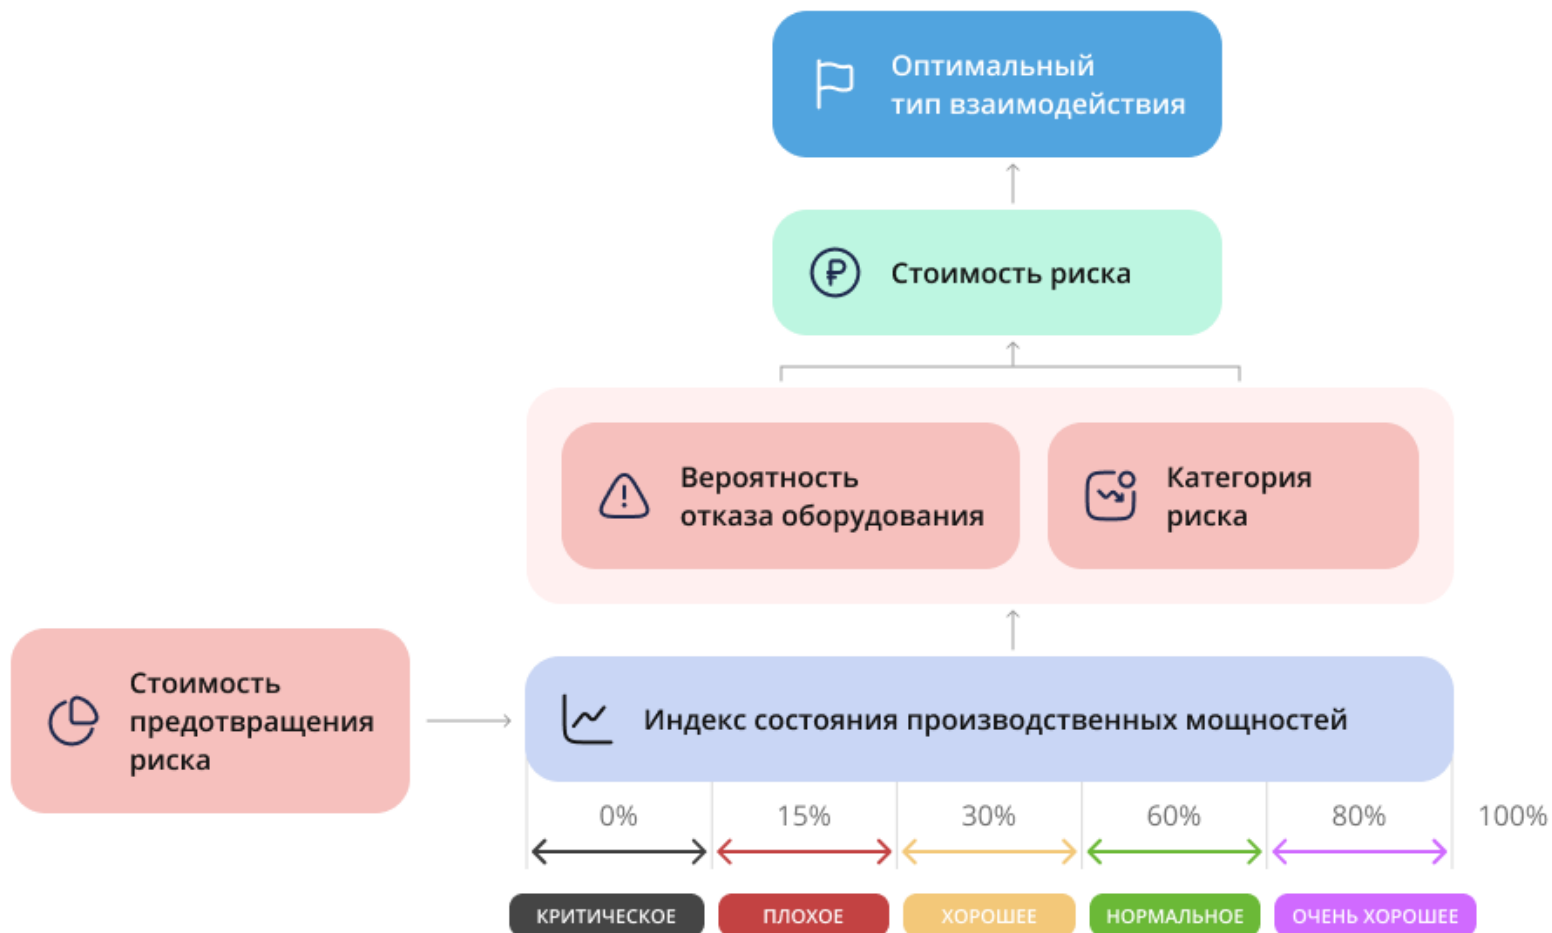 Оптимальный
тип взаимодействия
Стоимость риска
Вероятность
отказа оборудования
Категория
риска
Стоимость
предотвращения
риска
Индекс состояния производственных мощностей
0% 15% 30% 60% 80% 100%
КРИТИЧЕСКОЕ ПЛОХОЕ ХОРОШЕЕ НОРМАЛЬНОЕ ОЧЕНЬ ХОРОШЕЕ